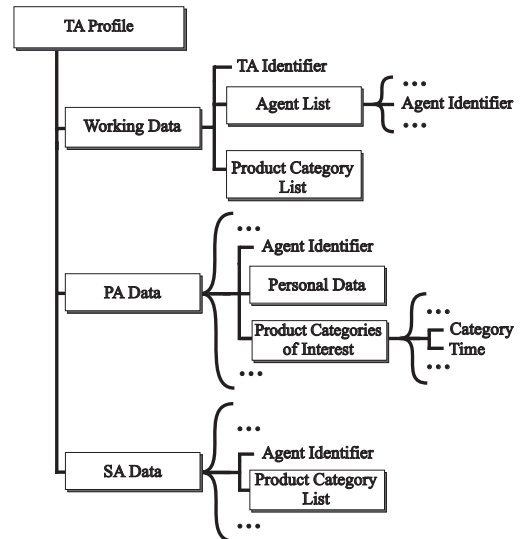 TA Profile
TA Identifier
•••
Agent List
Agent Identifier
Working Data
•••
Product Category
List
•••
Agent Identifier
PA Data
Personal Data
•••
Product Categories
of Interest
Category
Time
•••
•••
•••
Agent Identifier
SA Data
Product Category
List
•••